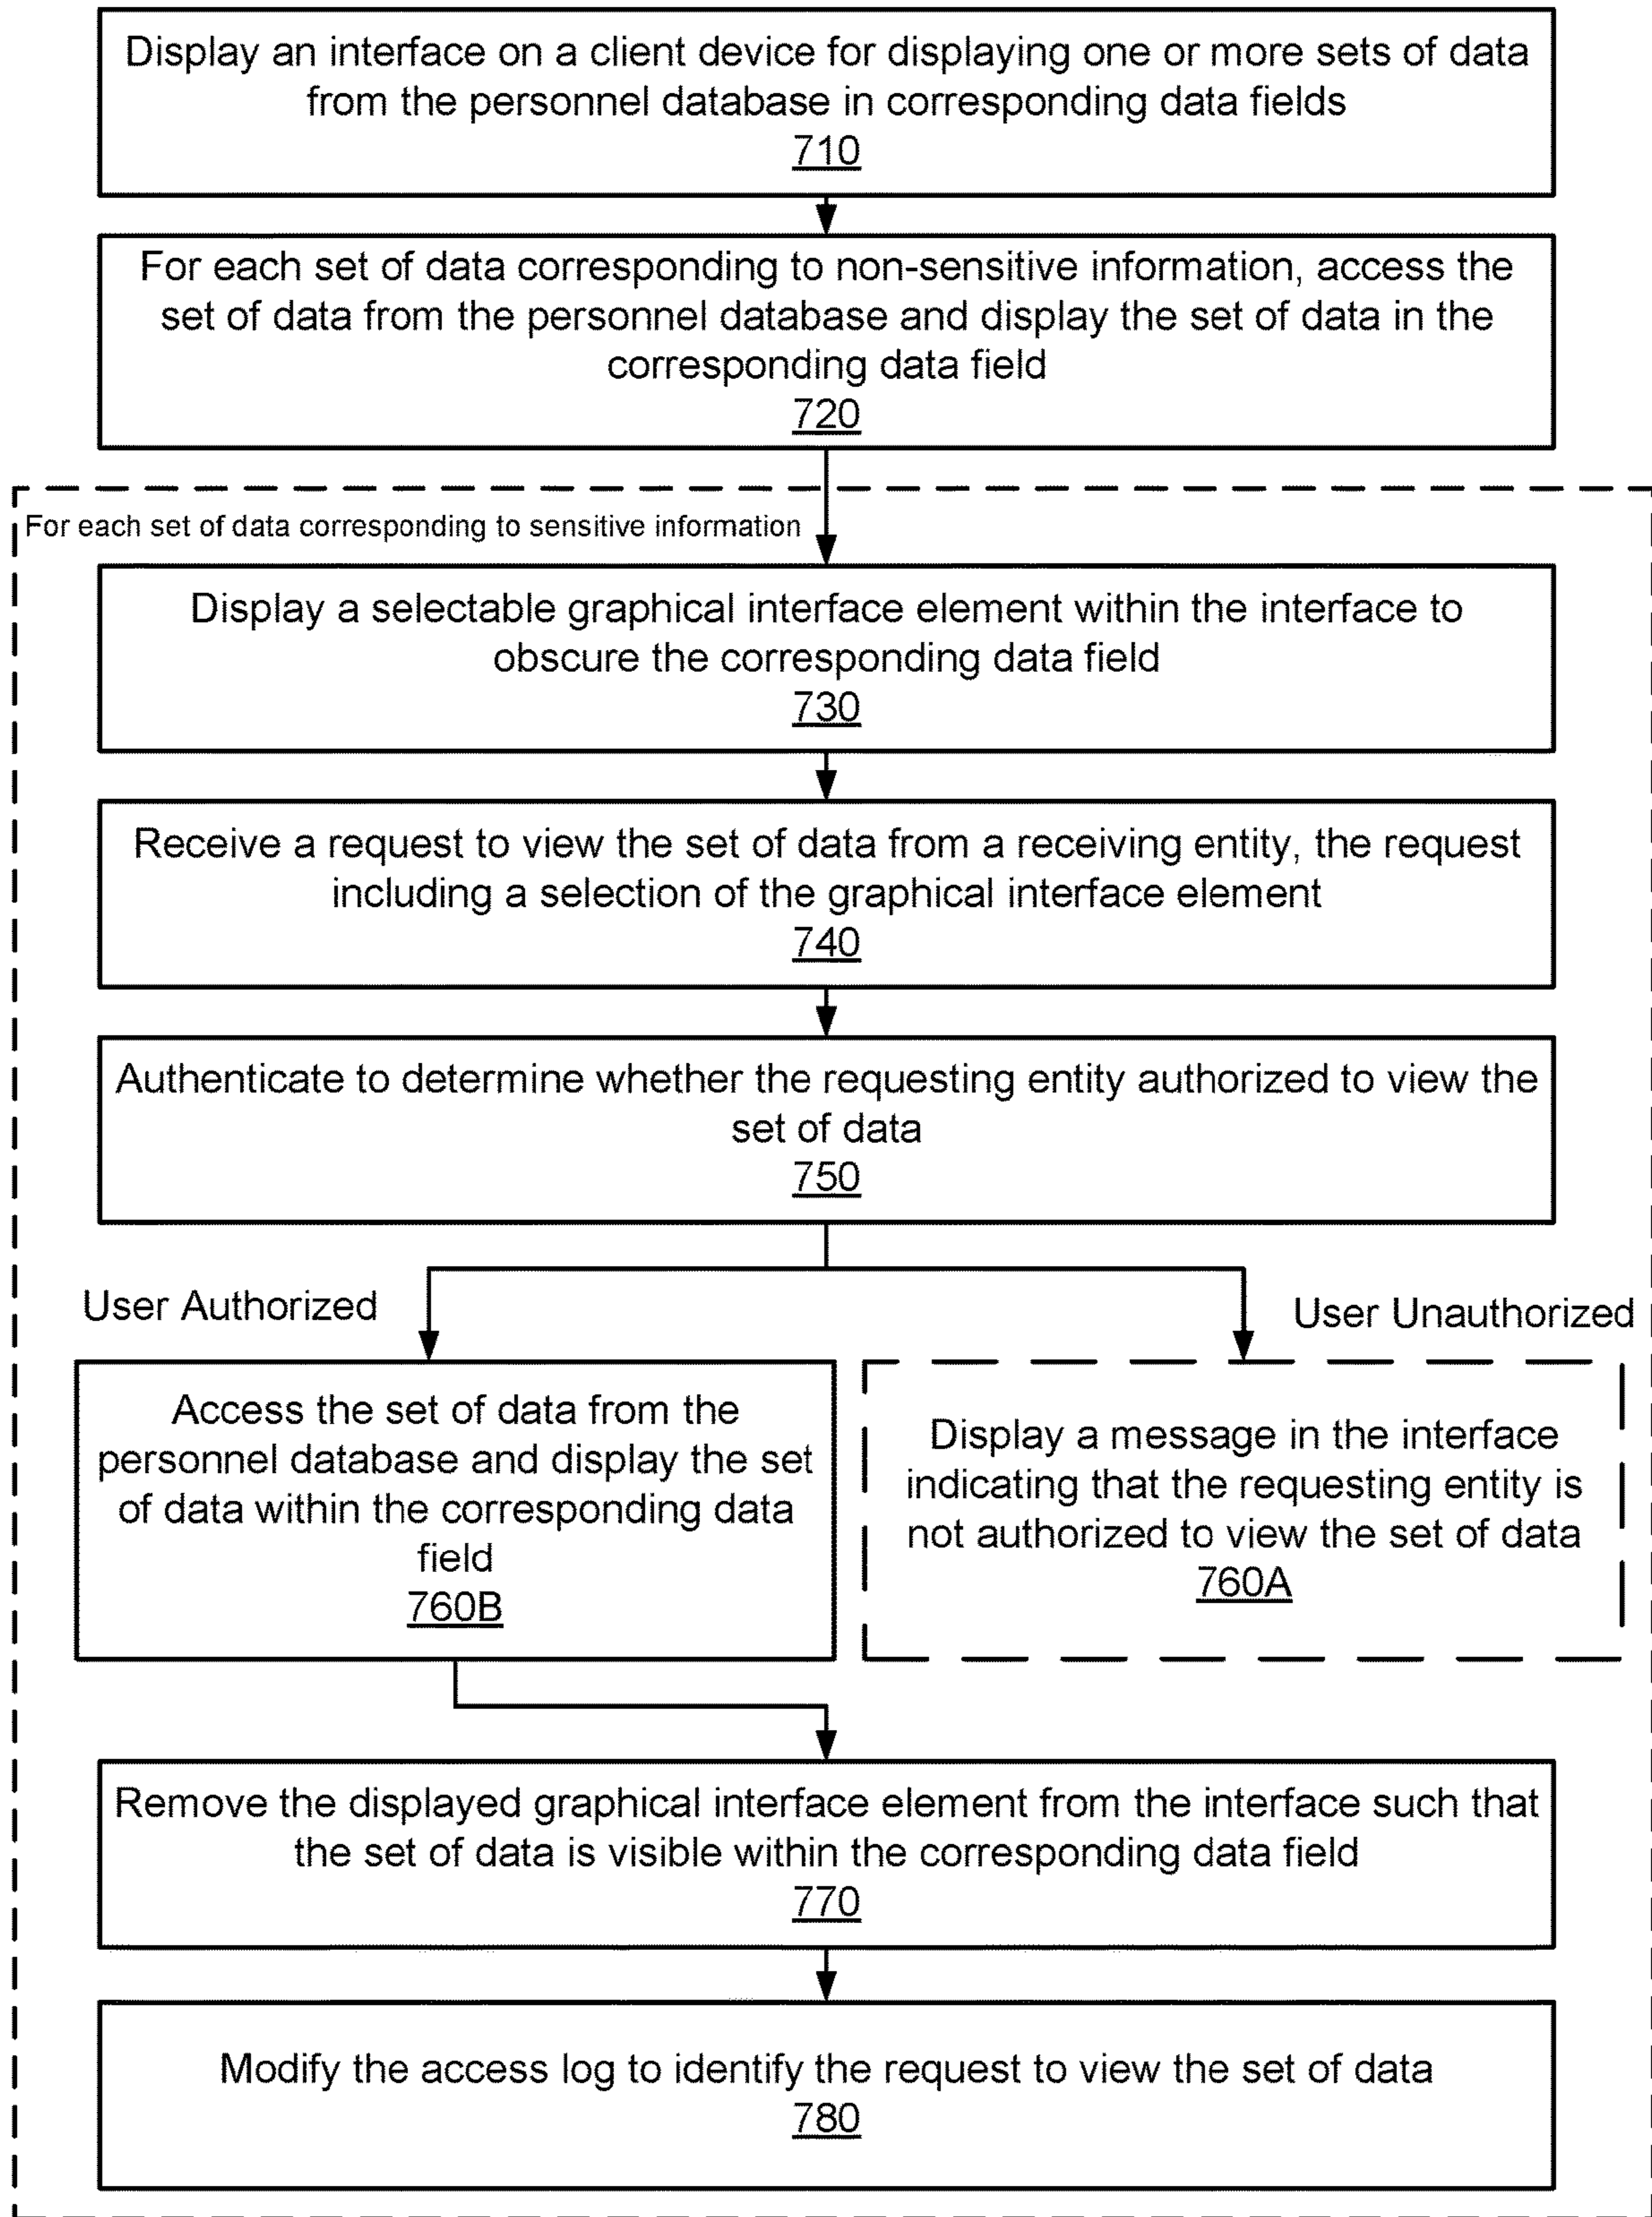 Display an interface on a client device for displaying one or more sets of data
from the personnel database in corresponding data fields
710
For each set of data corresponding to non-sensitive information, access the
set of data from the personnel database and display the set of data in the
corresponding data field
720
For each set of data corresponding to sensitive information
Display a selectable graphical interface element within the interface to
obscure the corresponding data field
730
Receive a request to view the set of data from a receiving entity, the request
including a selection of the graphical interface element
740
Authenticate to determine whether the requesting entity authorized to view the
set of data
750
User Authorized
User Unauthorized
Access the set of data from the
personnel database and display the set
of data within the corresponding data
field
760B
Display a message in the interface
indicating that the requesting entity is
not authorized to view the set of data
760A
Remove the displayed graphical interface element from the interface such that
the set of data is visible within the corresponding data field
770
Modify the access log to identify the request to view the set of data
780